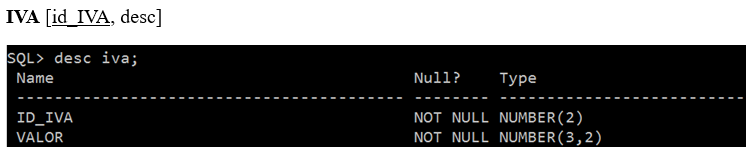 IVA [id_IVA, desc]
SQL> desc iva;
Name Null? Type
----------------------------------------- -------- ----------------------------
ID_IVA NOT NULL NUMBER(2)
VALOR NOT NULL NUMBER(3,2)